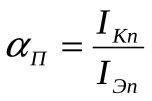 α_П = I_Кп / I_Эп